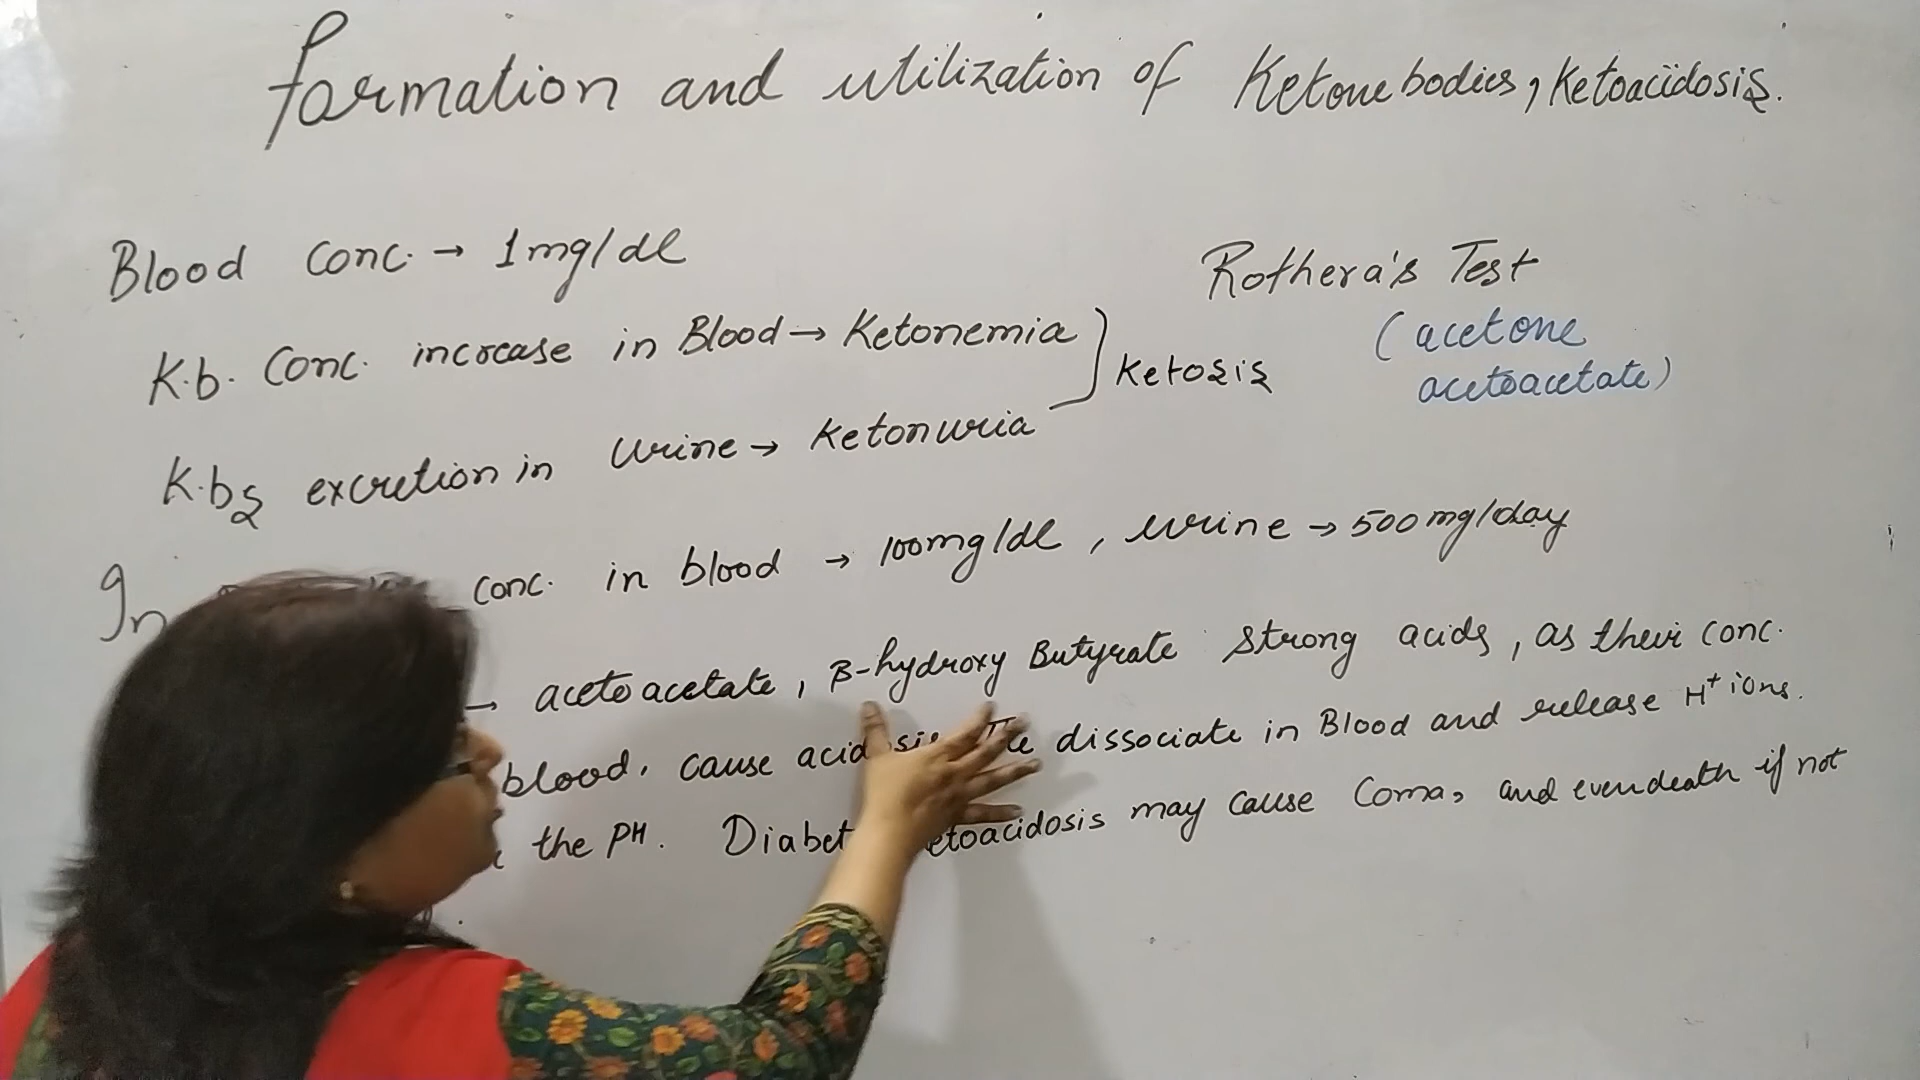 Formation and utilization of Ketone bodies, Ketoacidosis.
Blood conc. → 1mg/dl
K.b. Conc. increase in Blood → Ketonemia
K.bs excretion in urine → Ketonuria
Ketosis
Rothera's Test
(acetone
acetoacetate)
In conc. in blood → 100mg/dl, urine → 500mg/day
→ acetoacetate, β-hydroxy Butyrate strong acids, as their conc.
blood. cause dissociate in Blood and release H+ ions.
the PH. may cause Coma, and even death if not